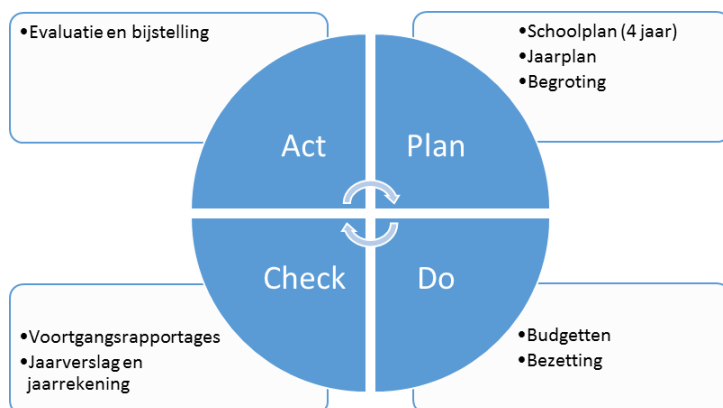 •Evaluatie en bijstelling
•Schoolplan (4 jaar)
•Jaarplan
•Begroting
Act
Plan
Check
Do
•Voortgangsrapportages
•Jaarverslag en
jaarrekening
•Budgetten
•Bezetting